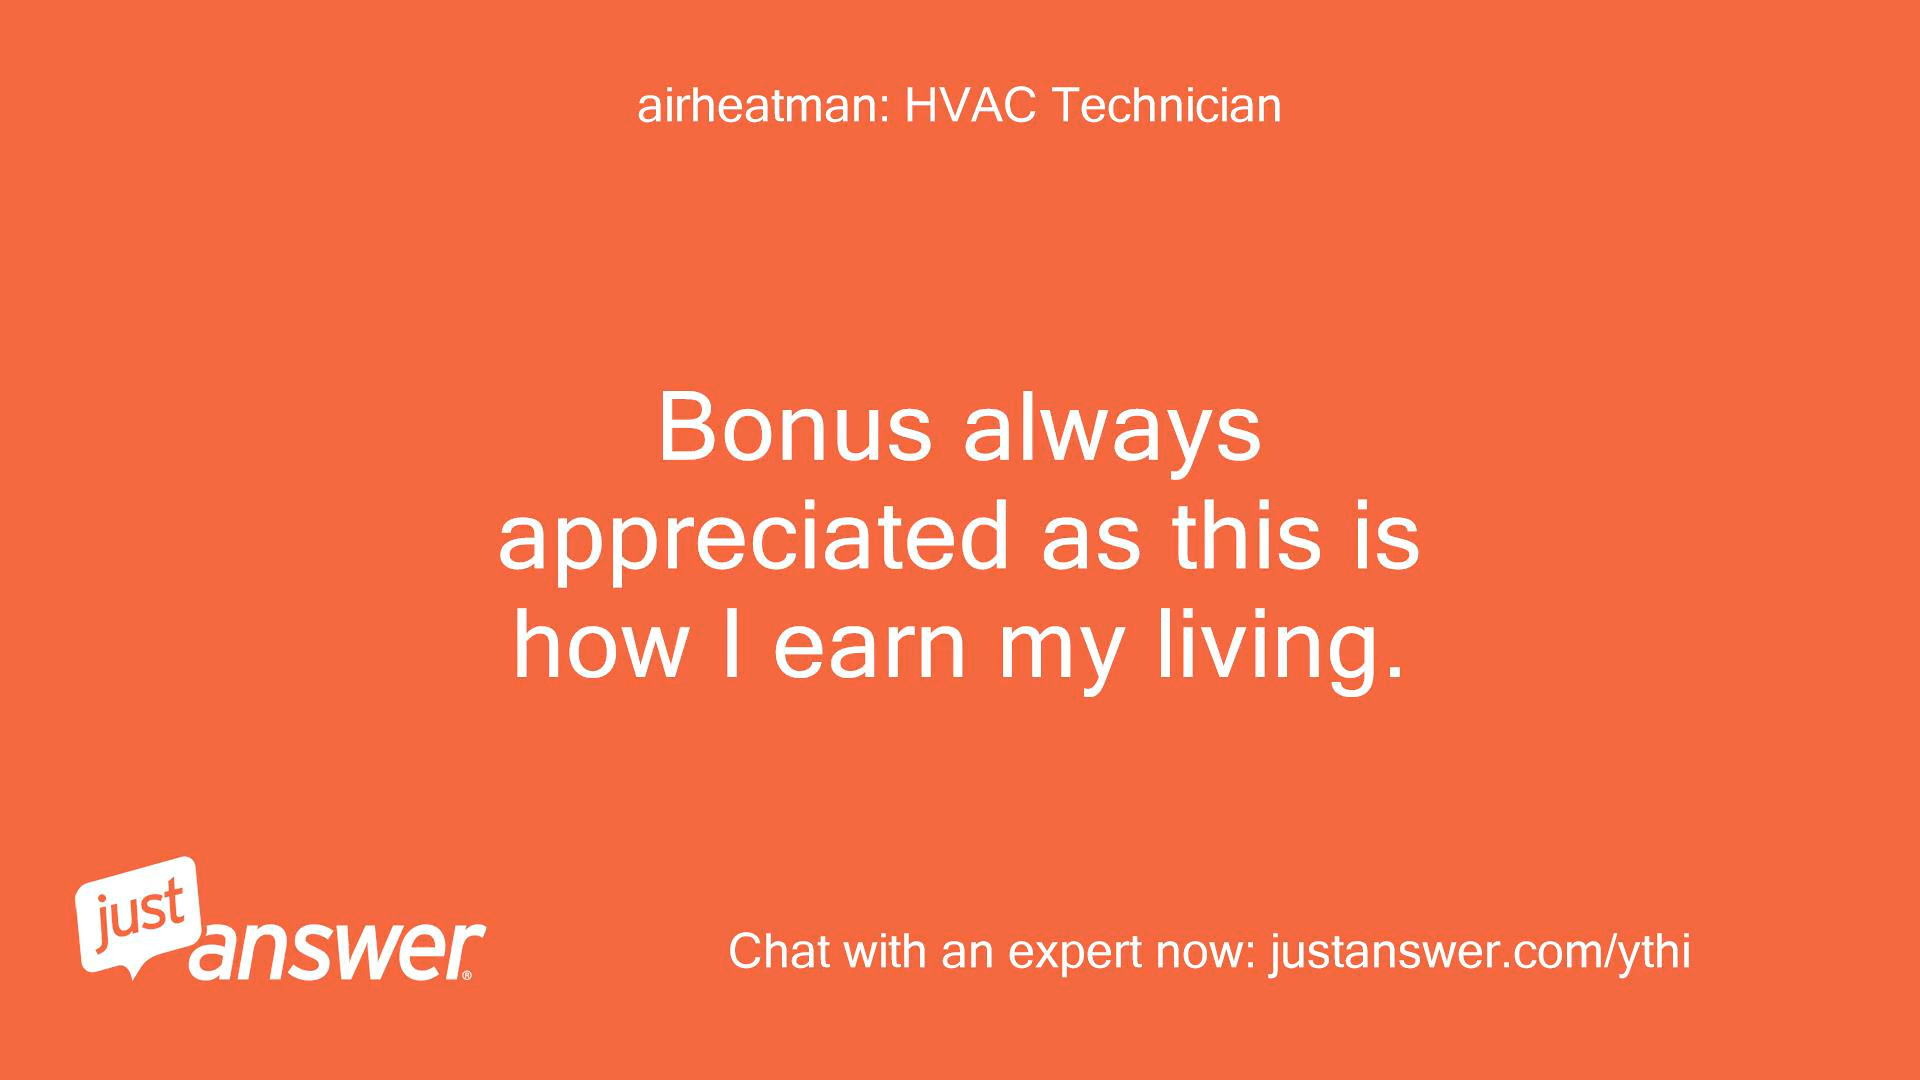 airheatman: HVAC Technician
Bonus always
appreciated as this is
how I earn my living.
just
answer®
Chat with an expert now: justanswer.com/ythi